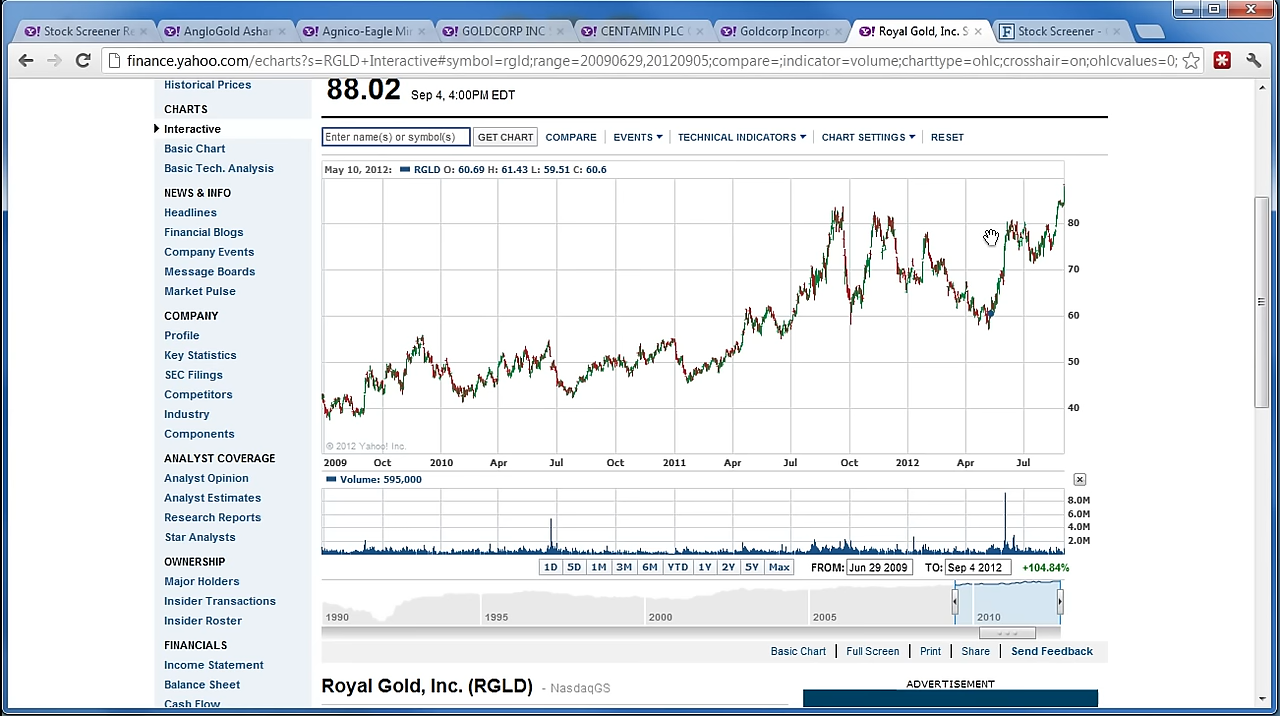 Stock Screener Re
AngloGold Ashan
Agnico-Eagle Min
GOLDCORP INC
CENTAMIN PLC
Goldcorp Incorpo
Royal Gold, Inc. S
Stock Screener -
finance.yahoo.com/echarts?s=RGLD+Interactive#symbol=rgld;range=20090629,20120905;compare=;indicator=volume;charttype=ohlc;crosshair=on;ohlcvalues=0;
Historical Prices
CHARTS
Interactive
Basic Chart
Basic Tech. Analysis
NEWS & INFO
Headlines
Financial Blogs
Company Events
Message Boards
Market Pulse
COMPANY
Profile
Key Statistics
SEC Filings
Competitors
Industry
Components
ANALYST COVERAGE
Analyst Opinion
Analyst Estimates
Research Reports
Star Analysts
OWNERSHIP
Major Holders
Insider Transactions
Insider Roster
FINANCIALS
Income Statement
Balance Sheet
Cash Flow
88.02 Sep 4, 4:00PM EDT
Enter name(s) or symbol(s) GET CHART COMPARE EVENTS TECHNICAL INDICATORS CHART SETTINGS RESET
May 10, 2012: RGLD O: 60.69 H: 61.43 L: 59.51 C: 60.6
80
70
60
50
40
© 2012 Yahoo! Inc.
2009 Oct 2010 Apr Jul Oct 2011 Apr Jul Oct 2012 Apr Jul
Volume: 595,000
8.0M
6.0M
4.0M
2.0M
1D 5D 1M 3M 6M YTD 1Y 2Y 5Y Max FROM: Jun 29 2009 TO: Sep 4 2012 +104.84%
1990 1995 2000 2005 2010
Basic Chart | Full Screen | Print | Share | Send Feedback
Royal Gold, Inc. (RGLD) - NasdaqGS
ADVERTISEMENT